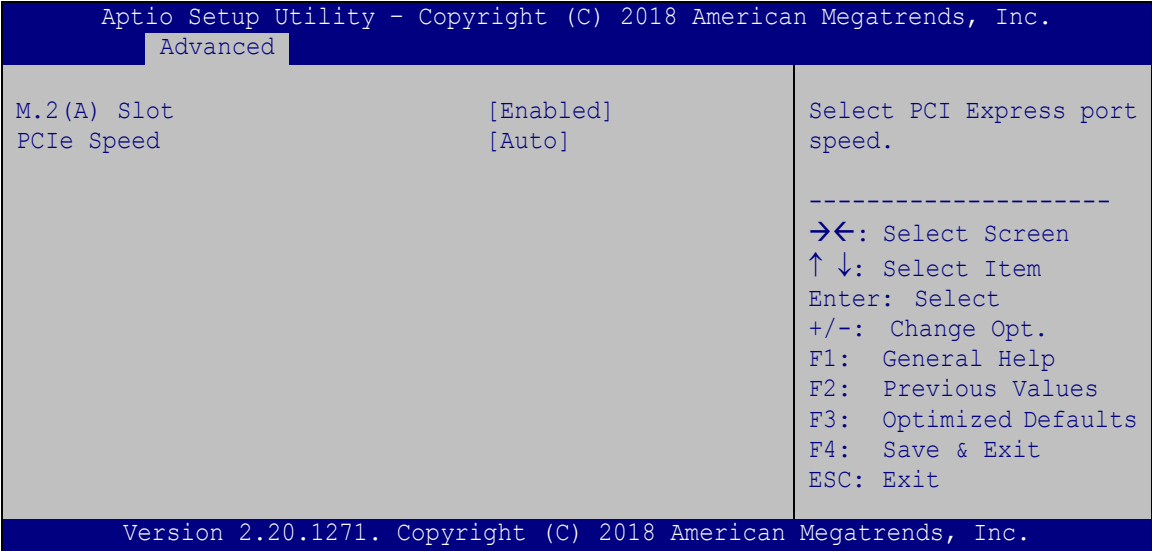 Aptio Setup Utility – Copyright (C) 2018 American Megatrends, Inc.
Advanced
M.2(A) Slot [Enabled]
PCIe Speed [Auto]
Select PCI Express port
speed.
---------------------
→←: Select Screen
↑ ↓: Select Item
Enter: Select
+/-: Change Opt.
F1: General Help
F2: Previous Values
F3: Optimized Defaults
F4: Save & Exit
ESC: Exit
Version 2.20.1271. Copyright (C) 2018 American Megatrends, Inc.